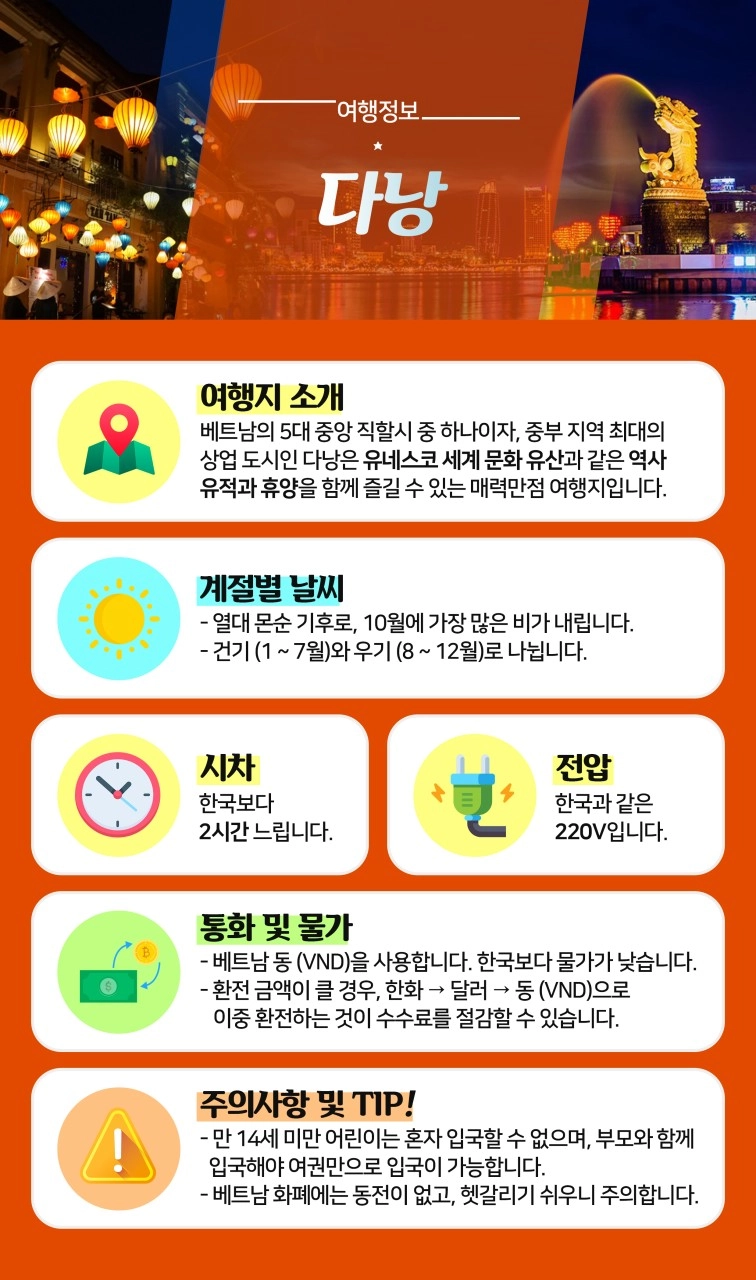 여행정보
다낭
여행지 소개
베트남의 5대 중앙 직할시 중 하나이자, 중부 지역 최대의
상업 도시인 다낭은 유네스코 세계 문화 유산과 같은 역사
유적과 휴양을 함께 즐길 수 있는 매력만점 여행지입니다.
계절별 날씨
- 열대 몬순 기후로, 10월에 가장 많은 비가 내립니다.
- 건기 (1 ~ 7월)와 우기 (8 ~ 12월)로 나뉩니다.
시차
한국보다
2시간 느립니다.
전압
한국과 같은
220V입니다.
통화 및 물가
- 베트남 동 (VND)을 사용합니다. 한국보다 물가가 낮습니다.
- 환전 금액이 클 경우, 한화 → 달러 → 동 (VND)으로
이중 환전하는 것이 수수료를 절감할 수 있습니다.
주의사항 및 TIP!
- 만 14세 미만 어린이는 혼자 입국할 수 없으며, 부모와 함께
입국해야 여권만으로 입국이 가능합니다.
- 베트남 화폐에는 동전이 없고, 헷갈리기 쉬우니 주의합니다.